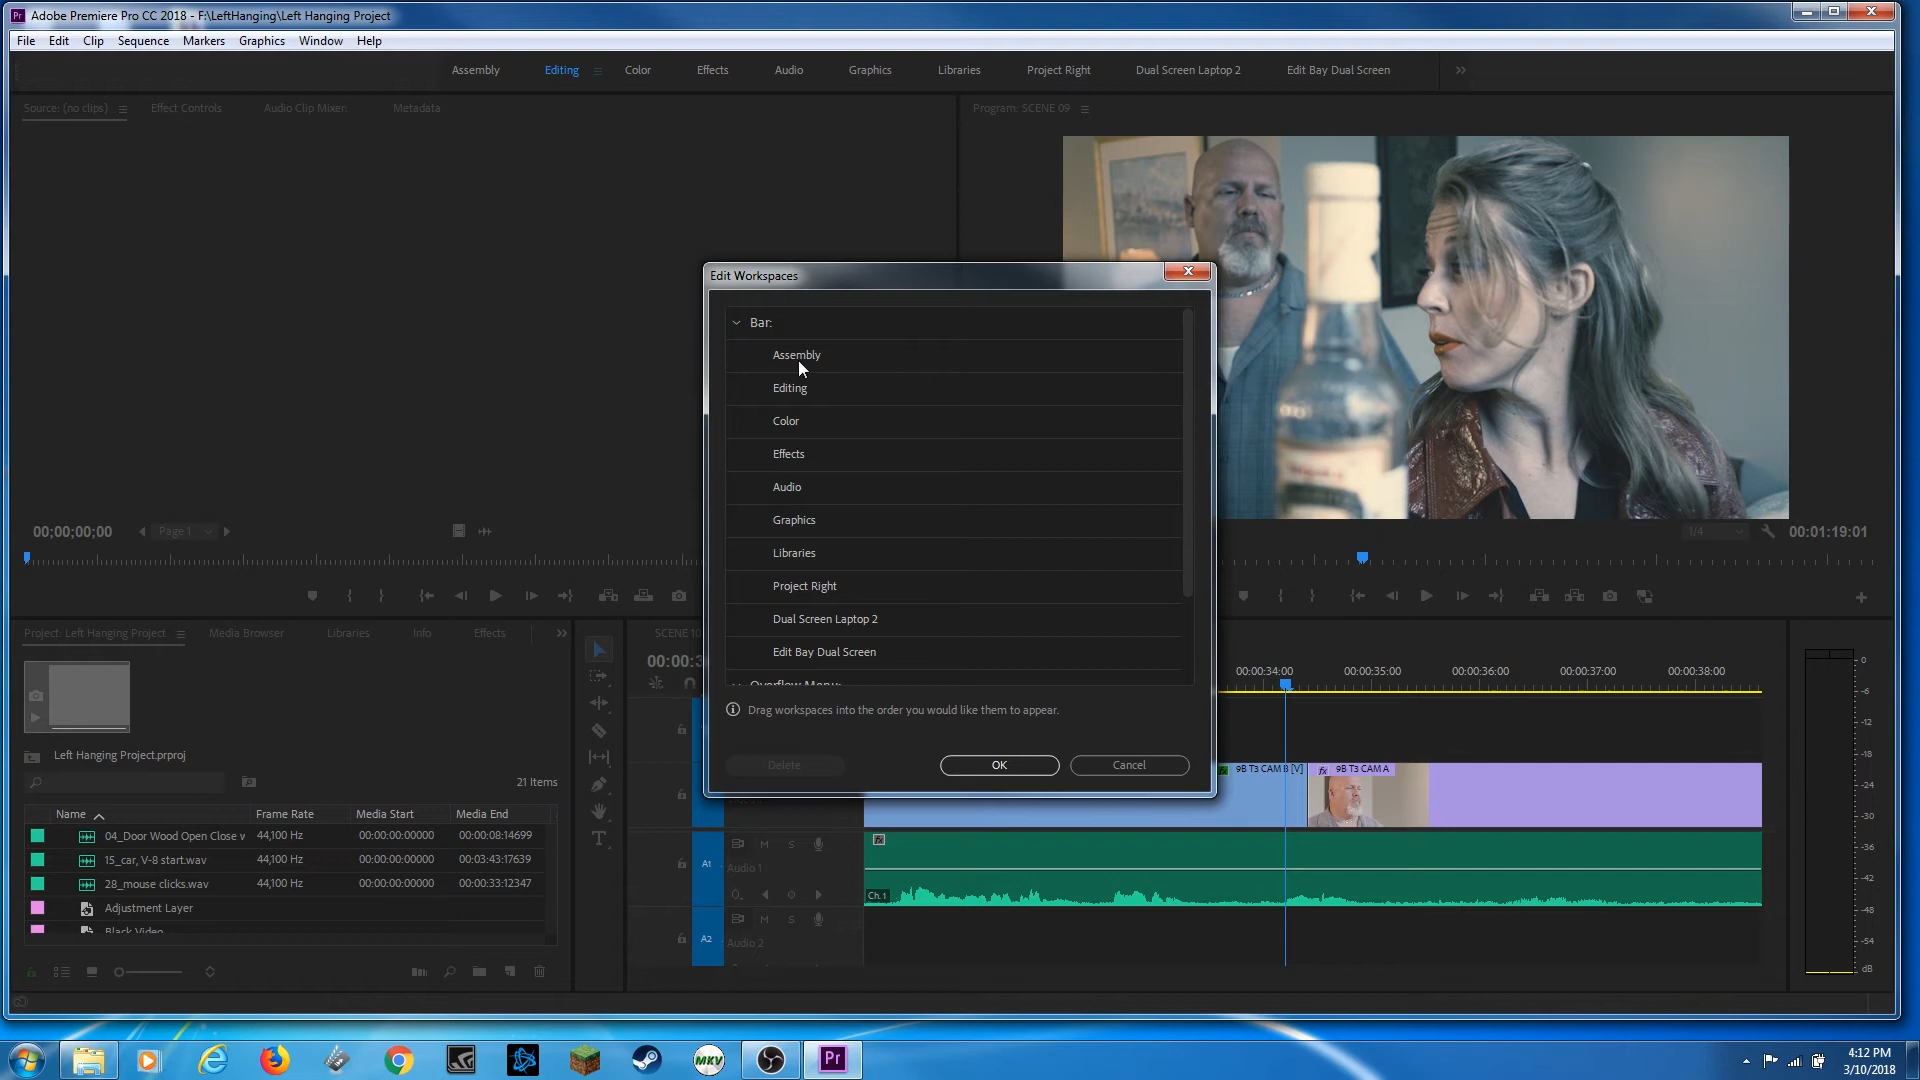 Adobe Premiere Pro CC 2018 - F:\LeftHanging\Left Hanging Project
File Edit Clip Sequence Markers Graphics Window Help
Assembly Editing Color Effects Audio Graphics Libraries Project Right Dual Screen Laptop 2 Edit Bay Dual Screen
Source: (no clips) Effect Controls Audio Clip Mixer: Metadata
Program: SCENE 09
Edit Workspaces
Bar:
Assembly
Editing
Color
Effects
Audio
Graphics
Libraries
Project Right
Dual Screen Laptop 2
Edit Bay Dual Screen
Overflow Menu:
Drag workspaces into the order you would like them to appear.
Delete OK Cancel
00;00;00;00 Page 1
1/4 00:01:19:01
Project: Left Hanging Project Media Browser Libraries Info Effects
Left Hanging Project.prproj
21 Items
Name Frame Rate Media Start Media End
04_Door Wood Open Close 44,100 Hz 00:00:00:00000 00:00:08:14699
15_car, V-8 start.wav 44,100 Hz 00:00:00:00000 00:03:43:17639
28_mouse clicks.wav 44,100 Hz 00:00:00:00000 00:00:33:12347
Adjustment Layer
Black Video
SCENE 10
00:00:3
00:00:34:00 00:00:35:00 00:00:36:00 00:00:37:00 00:00:38:00
fx 9B T3 CAM B [V] fx 9B T3 CAM A
A1 M S
Audio 1
Ch.1
A2 M S
Audio 2
0
-6
-12
-18
-24
-30
-36
-42
-48
-54
dB
MKV
Pr
4:12 PM
3/10/2018